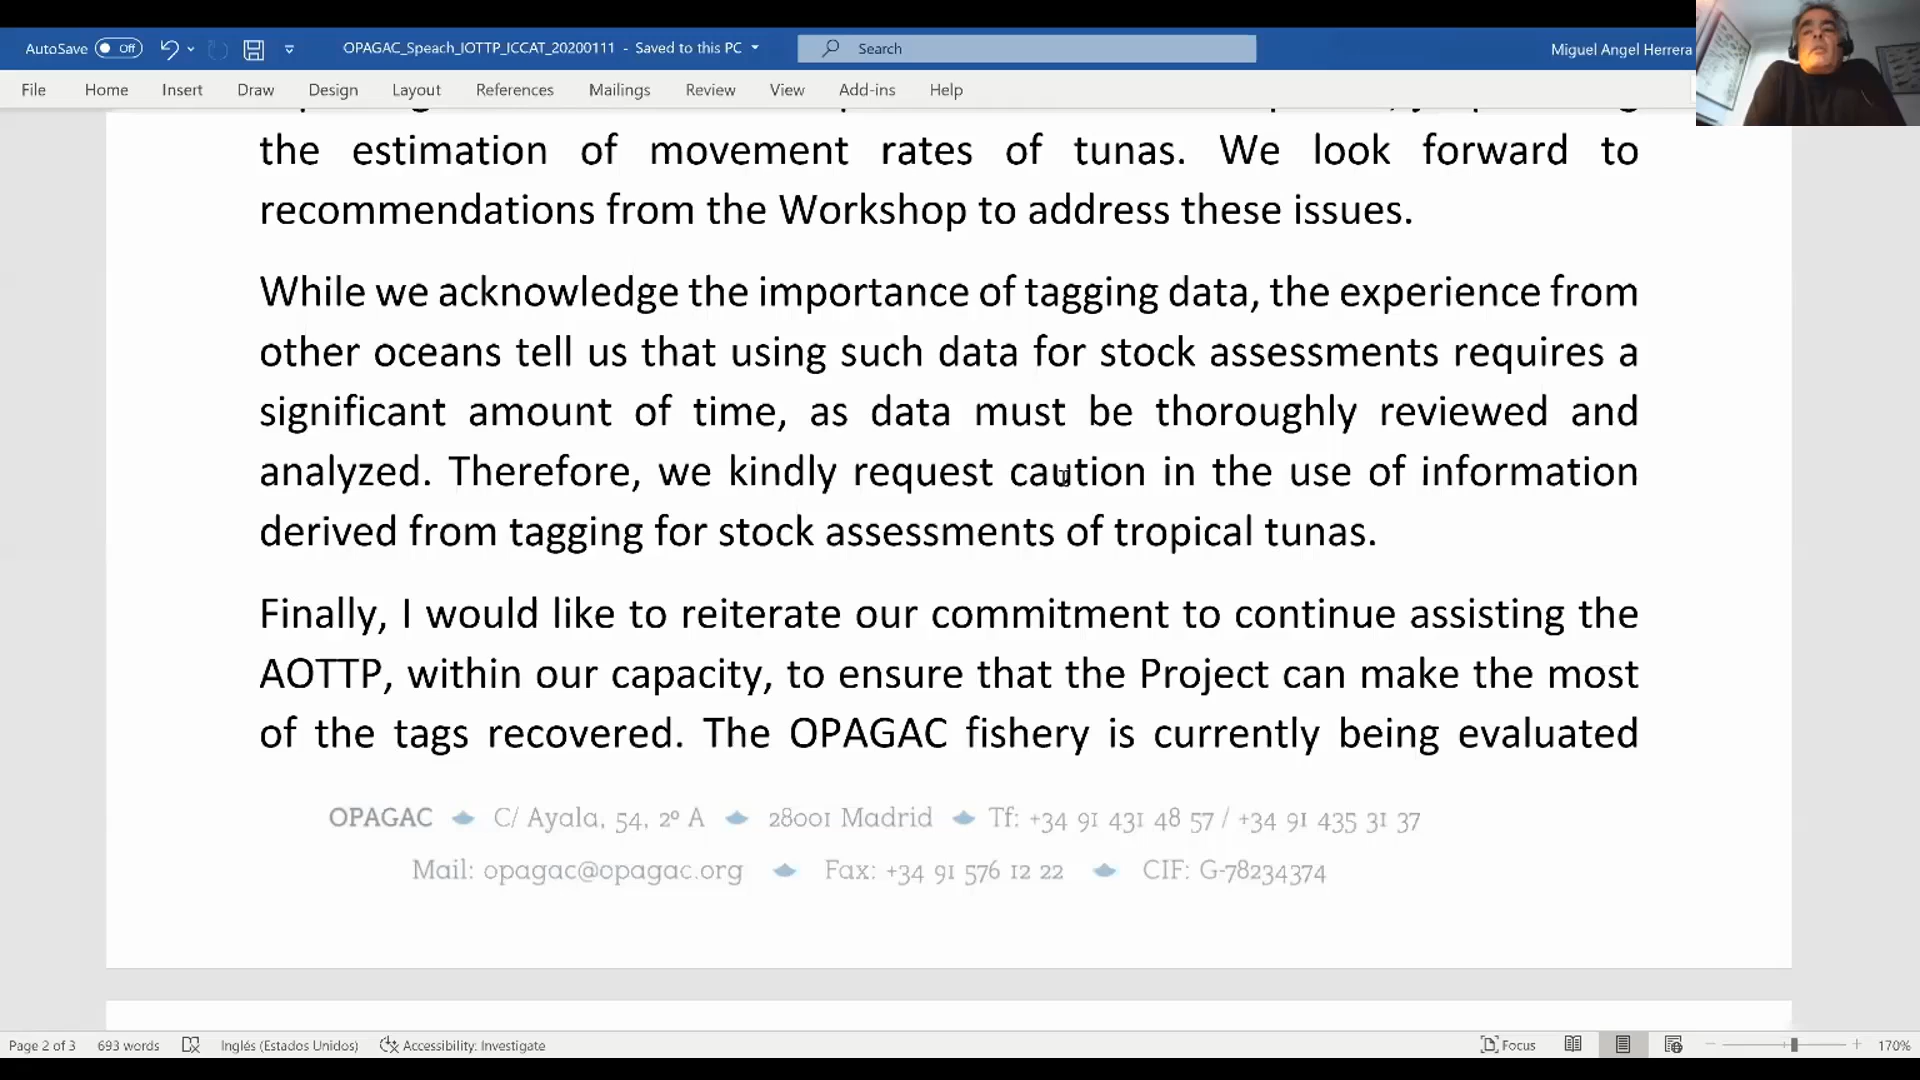 AutoSave Off OPAGAC_Speach_IOTTP_ICCAT_20200111 - Saved to this PC Search Miguel Angel Herrera
File Home Insert Draw Design Layout References Mailings Review View Add-ins Help
the estimation of movement rates of tunas. We look forward to
recommendations from the Workshop to address these issues.
While we acknowledge the importance of tagging data, the experience from
other oceans tell us that using such data for stock assessments requires a
significant amount of time, as data must be thoroughly reviewed and
analyzed. Therefore, we kindly request caution in the use of information
derived from tagging for stock assessments of tropical tunas.
Finally, I would like to reiterate our commitment to continue assisting the
AOTTP, within our capacity, to ensure that the Project can make the most
of the tags recovered. The OPAGAC fishery is currently being evaluated
OPAGAC C/ Ayala, 54, 2º A 28001 Madrid Tf: +34 91 431 48 57 / +34 91 435 31 37
Mail: opagac@opagac.org Fax: +34 91 576 12 22 CIF: G-78234374
Page 2 of 3 693 words Inglés (Estados Unidos) Accessibility: Investigate Focus 170%